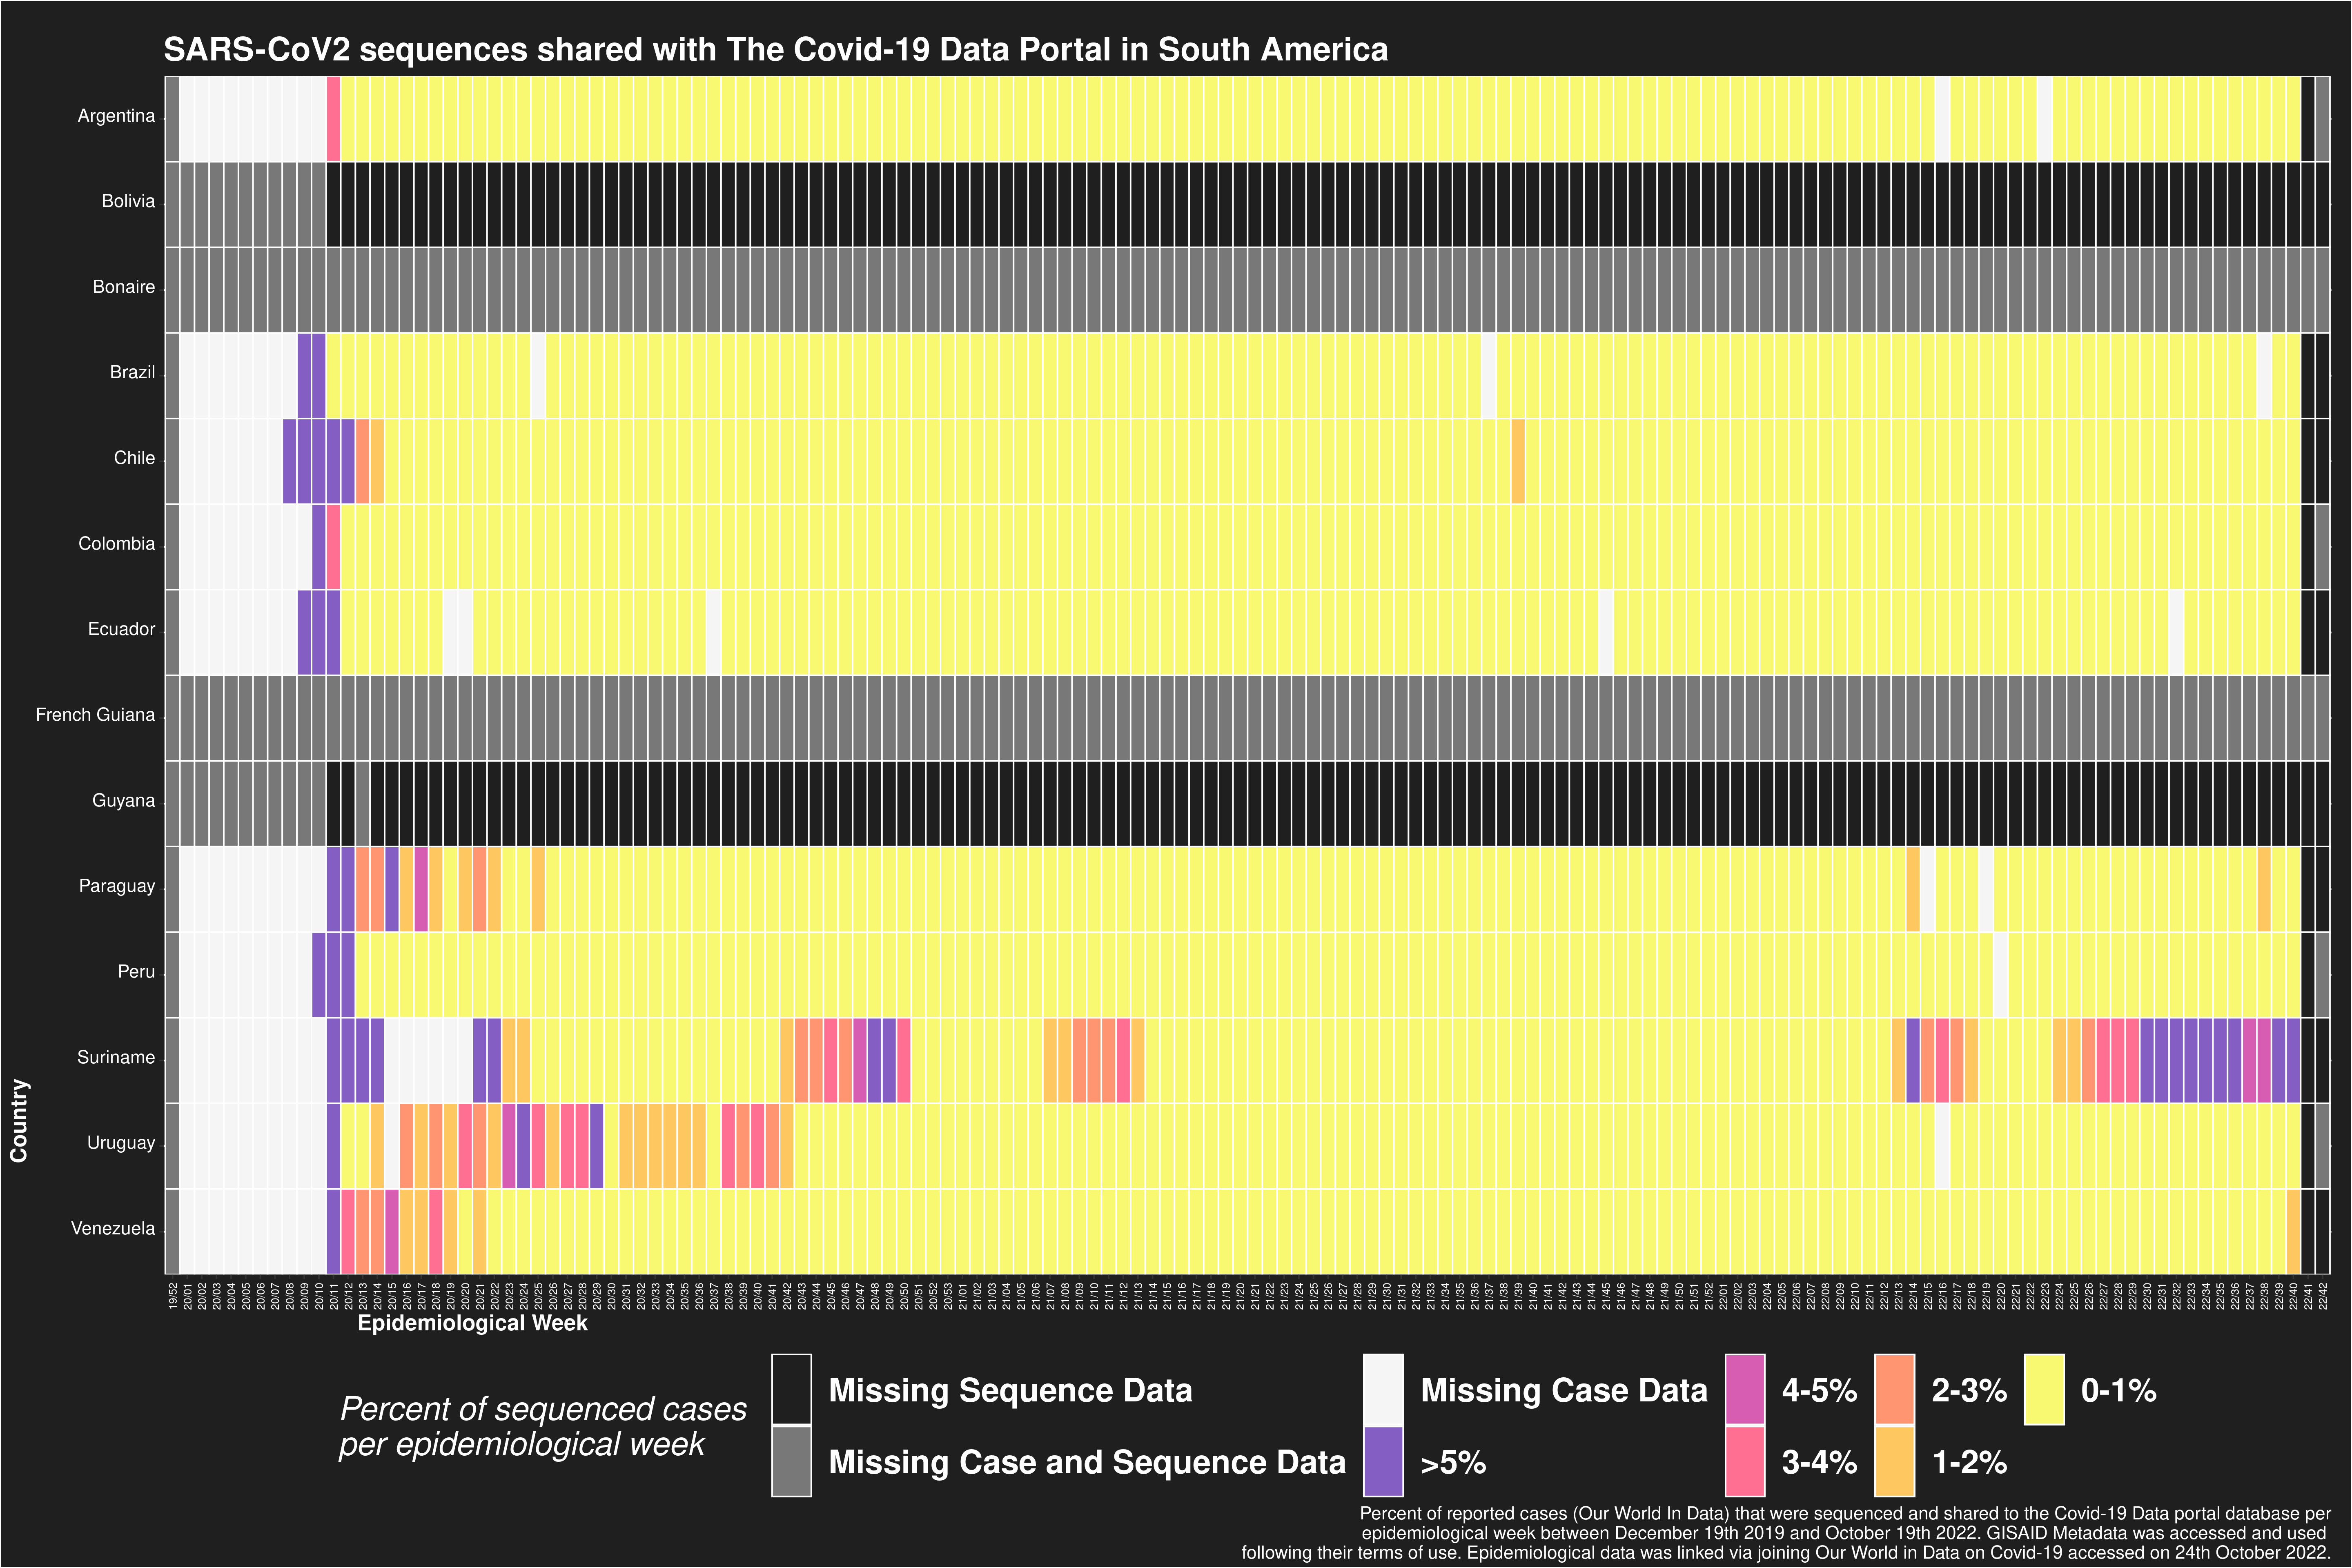 SARS-CoV2 sequences shared with The Covid-19 Data Portal in South America
Argentina
Bolivia
Bonaire
Brazil
Chile
Colombia
Ecuador
French Guiana
Guyana
Paraguay
Peru
Suriname
Uruguay
Venezuela
Country
19/52 20/01 20/02 20/03 20/04 20/05 20/06 20/07 20/08 20/09 20/10 20/11 20/12 20/13 20/14 20/15 20/16 20/17 20/18 20/19 20/20 20/21 20/22 20/23 20/24 20/25 20/26 20/27 20/28 20/29 20/30 20/31 20/32 20/33 20/34 20/35 20/36 20/37 20/38 20/39 20/40 20/41 20/42 20/43 20/44 20/45 20/46 20/47 20/48 20/49 20/50 20/51 20/52 20/53 21/01 21/02 21/03 21/04 21/05 21/06 21/07 21/08 21/09 21/10 21/11 21/12 21/13 21/14 21/15 21/16 21/17 21/18 21/19 21/20 21/21 21/22 21/23 21/24 21/25 21/26 21/27 21/28 21/29 21/30 21/31 21/32 21/33 21/34 21/35 21/36 21/37 21/38 21/39 21/40 21/41 21/42 21/43 21/44 21/45 21/46 21/47 21/48 21/49 21/50 21/51 21/52 22/01 22/02 22/03 22/04 22/05 22/06 22/07 22/08 22/09 22/10 22/11 22/12 22/13 22/14 22/15 22/16 22/17 22/18 22/19 22/20 22/21 22/22 22/23 22/24 22/25 22/26 22/27 22/28 22/29 22/30 22/31 22/32 22/33 22/34 22/35 22/36 22/37 22/38 22/39 22/40 22/41 22/42
Epidemiological Week
Percent of sequenced cases
per epidemiological week
Missing Sequence Data
Missing Case and Sequence Data
Missing Case Data
>5%
4-5%
3-4%
2-3%
1-2%
0-1%
Percent of reported cases (Our World In Data) that were sequenced and shared to the Covid-19 Data portal database per
epidemiological week between December 19th 2019 and October 19th 2022. GISAID Metadata was accessed and used
following their terms of use. Epidemiological data was linked via joining Our World in Data on Covid-19 accessed on 24th October 2022.